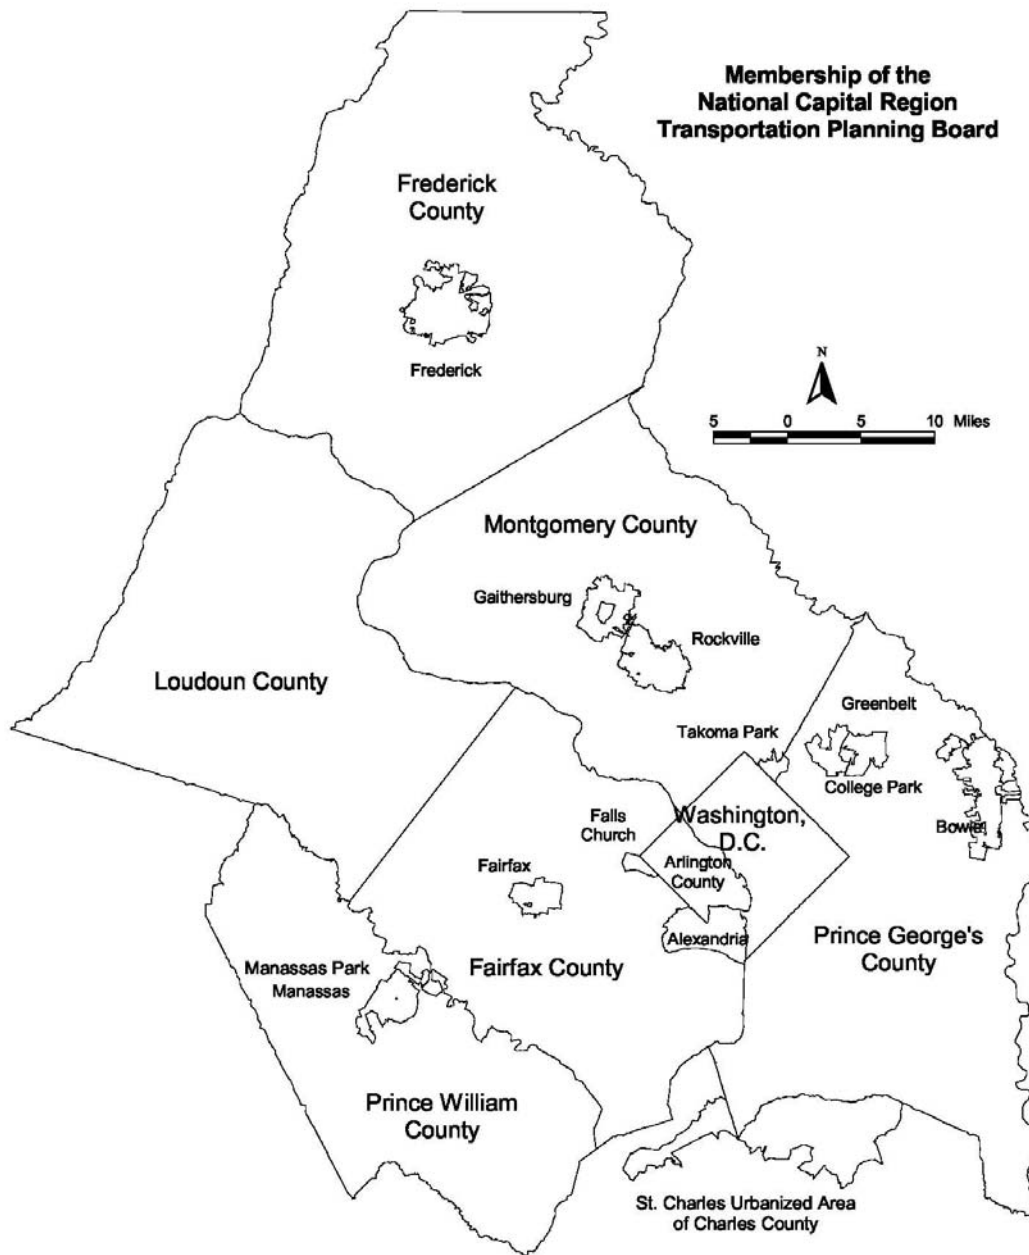 Membership of the
National Capital Region
Transportation Planning Board
Frederick
County
Frederick
N
5 0 5 10 Miles
Montgomery County
Gaithersburg
Rockville
Loudoun County
Greenbelt
Takoma Park
College Park
Falls
Church
Washington,
D.C.
Bowie
Fairfax
Arlington
County
Alexandria
Prince George's
County
Manassas Park
Manassas
Fairfax County
Prince William
County
St. Charles Urbanized Area
of Charles County